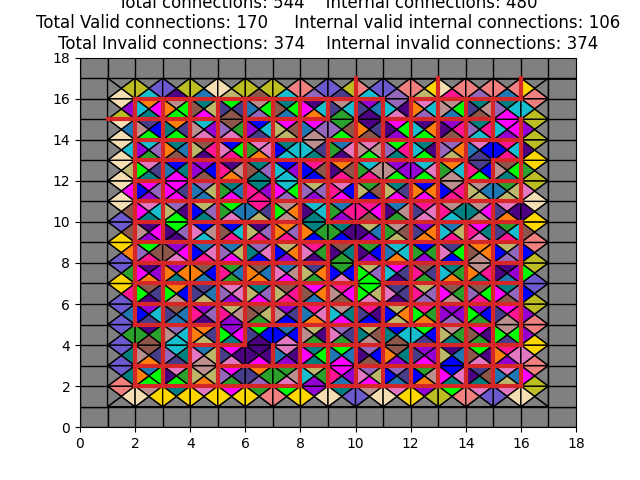 Total connections: 544    Internal connections: 480
Total Valid connections: 170     Internal valid internal connections: 106
Total Invalid connections: 374    Internal invalid connections: 374
18
16
14
12
10
8
6
4
2
0
0 2 4 6 8 10 12 14 16 18